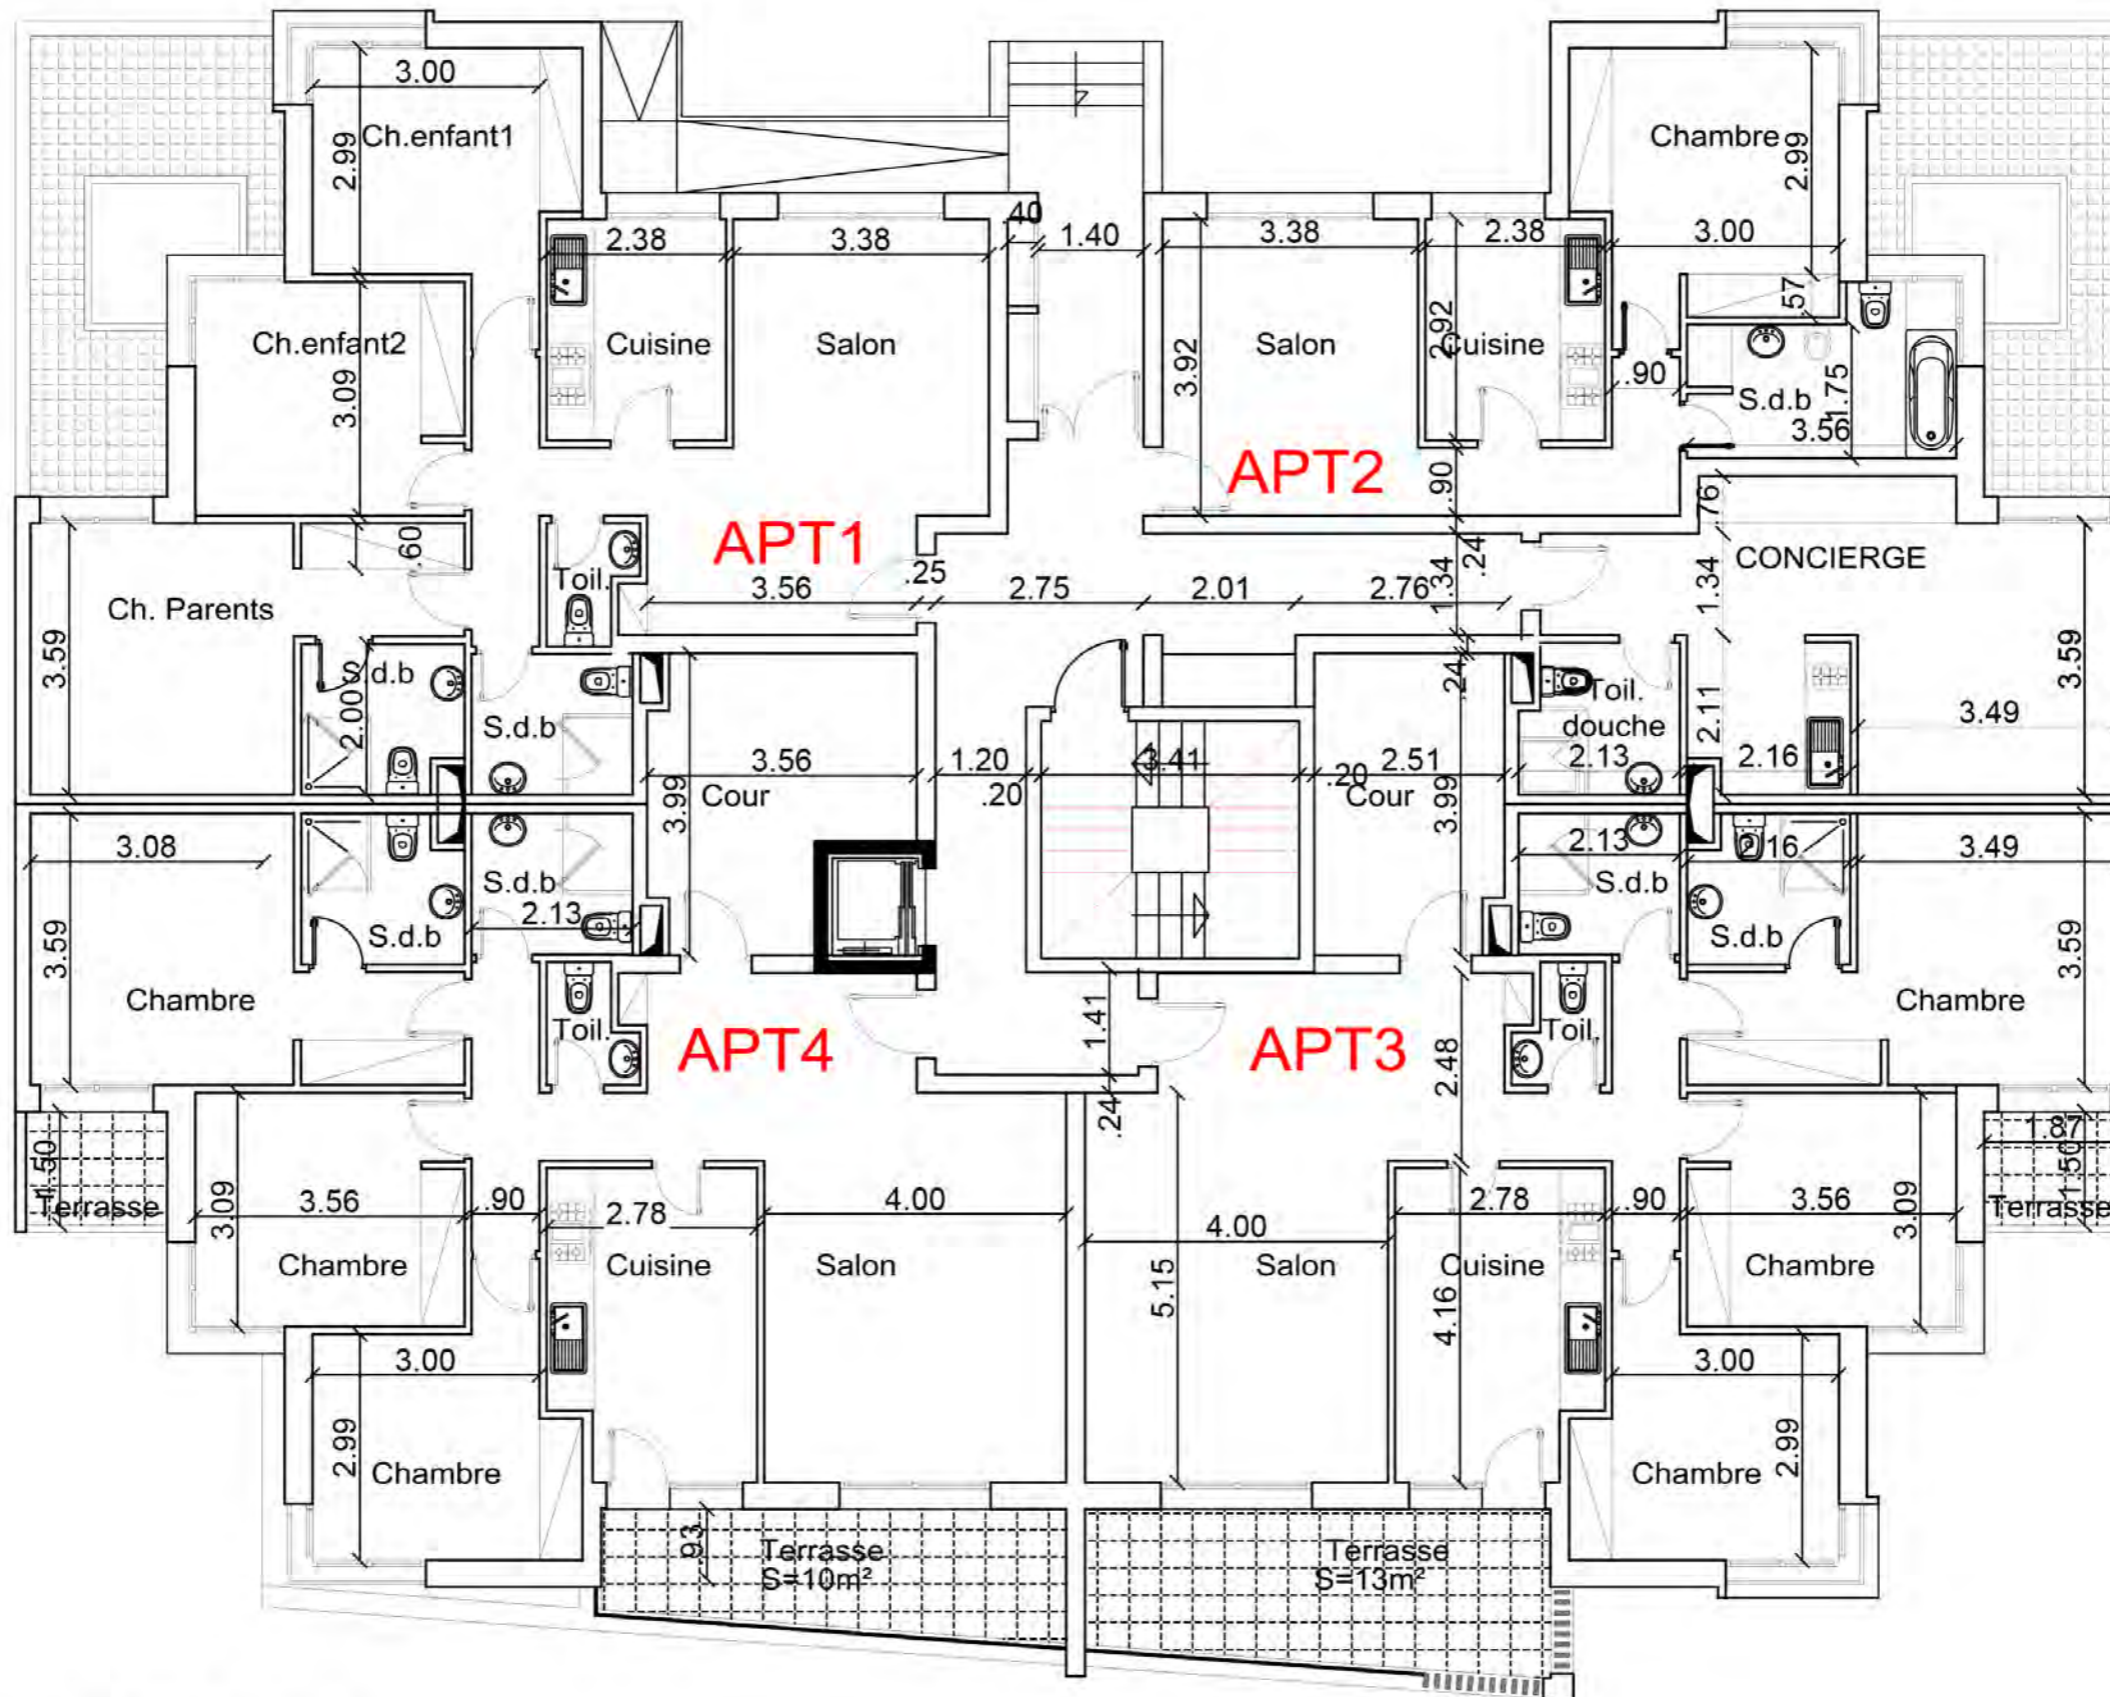 3.00
Ch.enfant1
2.99
Chambre
2.99
2.38
3.38
.40
1.40
3.38
2.38
3.00
Ch.enfant2
3.09
Cuisine
Salon
3.92
Salon
2.92
Cuisine
.90
.57
S.d.b
1.75
3.56
APT2
.90
.76
APT1
.60
Toil.
3.56
.25
2.75
2.01
2.76
1.34
.24
1.34
CONCIERGE
Ch. Parents
3.59
S.d.b
2.00
S.d.b
3.99
3.56
Cour
1.20
.20
3.41
.20
2.51
Cour
3.99
.24
Toil.
douche
2.13
2.11
2.16
3.49
3.59
3.08
3.59
S.d.b
S.d.b
2.13
2.13
S.d.b
16
S.d.b
3.49
3.59
Chambre
Toil.
APT4
1.41
APT3
2.48
Toil.
Chambre
.24
1.50
Terrasse
3.09
3.56
.90
2.78
4.00
4.00
2.78
.90
3.56
3.09
1.87
1.50
Terrasse
Chambre
Cuisine
Salon
5.15
Salon
Cuisine
4.16
Chambre
3.00
2.99
Chambre
3.00
2.99
Chambre
.93
Terrasse
S=10m²
Terrasse
S=13m²